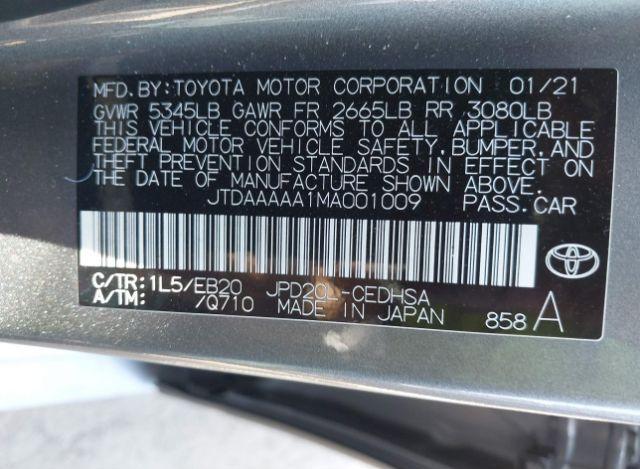 MFD. BY: TOYOTA MOTOR CORPORATION 01/21
GVWR 5345LB GAWR FR 2665LB RR 3080LB
THIS VEHICLE CONFORMS TO ALL APPLICABLE
FEDERAL MOTOR VEHICLE SAFETY, BUMPER, AND
THEFT PREVENTION STANDARDS IN EFFECT ON
THE DATE OF MANUFACTURE SHOWN ABOVE.
JTDAAAAA1MA001009 PASS. CAR
C/TR: 1L5/EB20 JPD20L-CEDHSA
A/TM: /Q710 MADE IN JAPAN 858 A